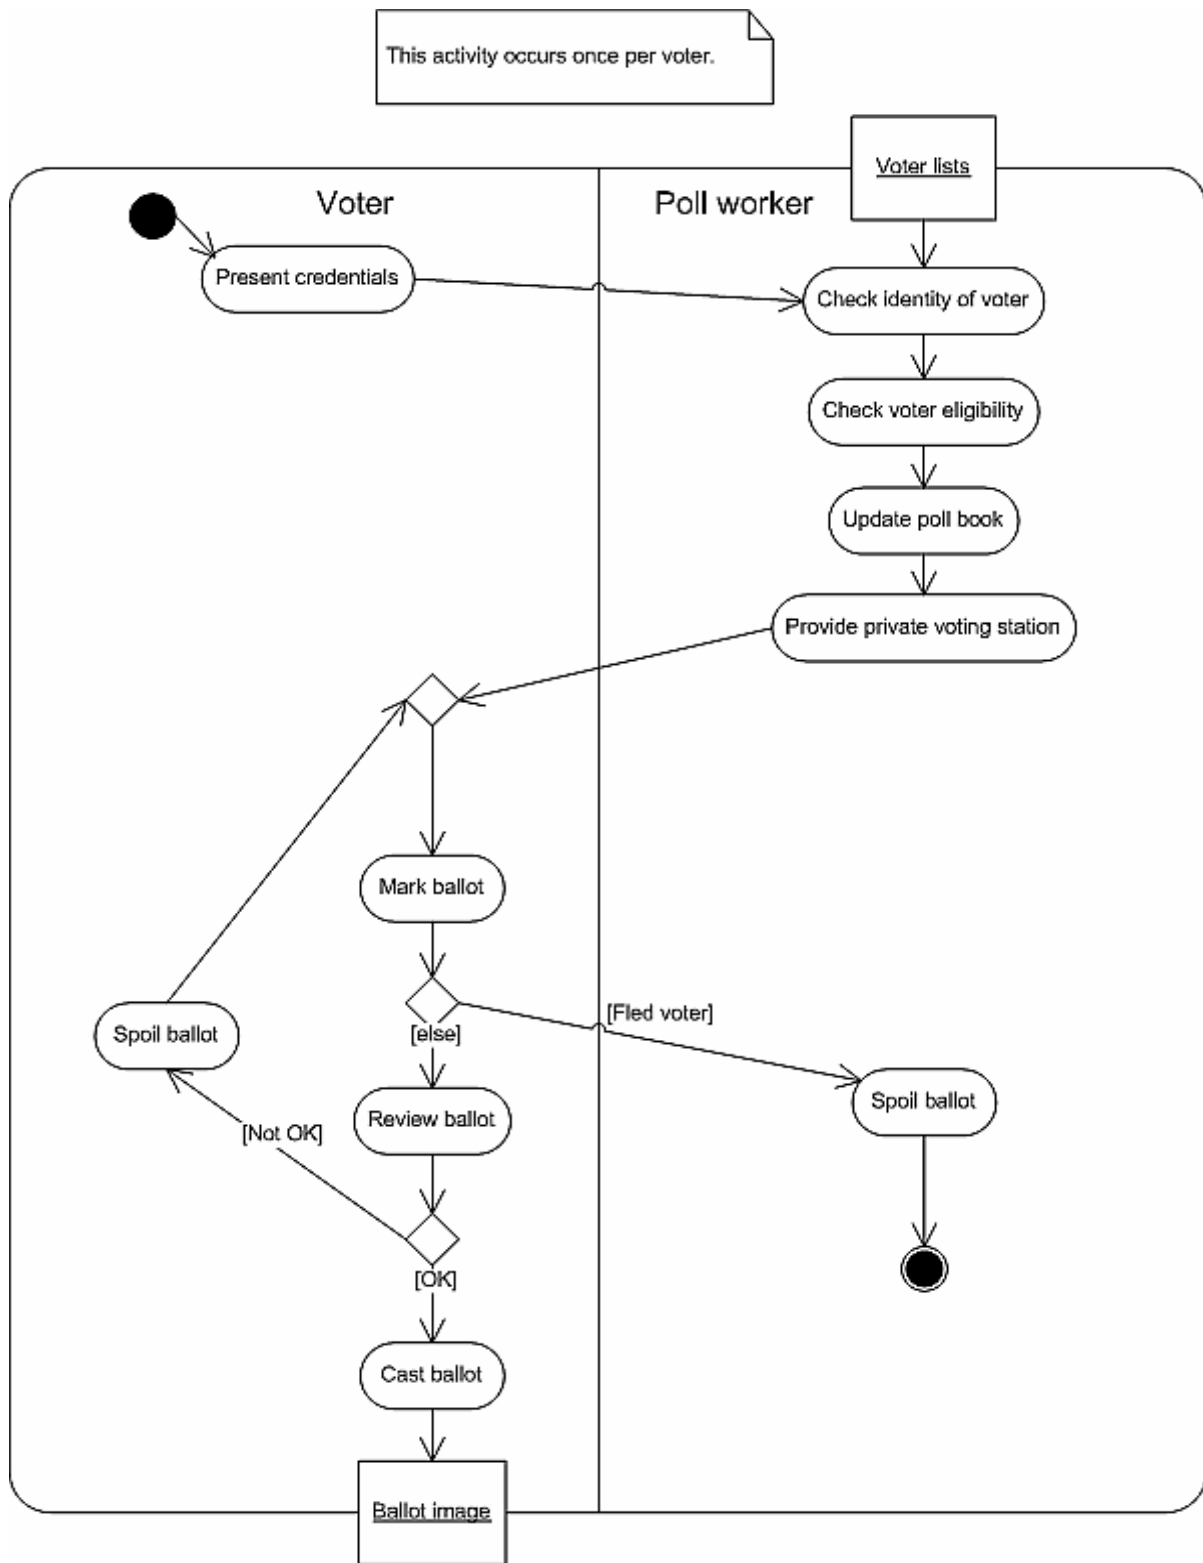 This activity occurs once per voter.
Voter lists
Voter
Poll worker
Present credentials
Check identity of voter
Check voter eligibility
Update poll book
Provide private voting station
Mark ballot
[Fled voter]
[else]
Spoil ballot
Spoil ballot
Review ballot
[Not OK]
[OK]
Cast ballot
Ballot image